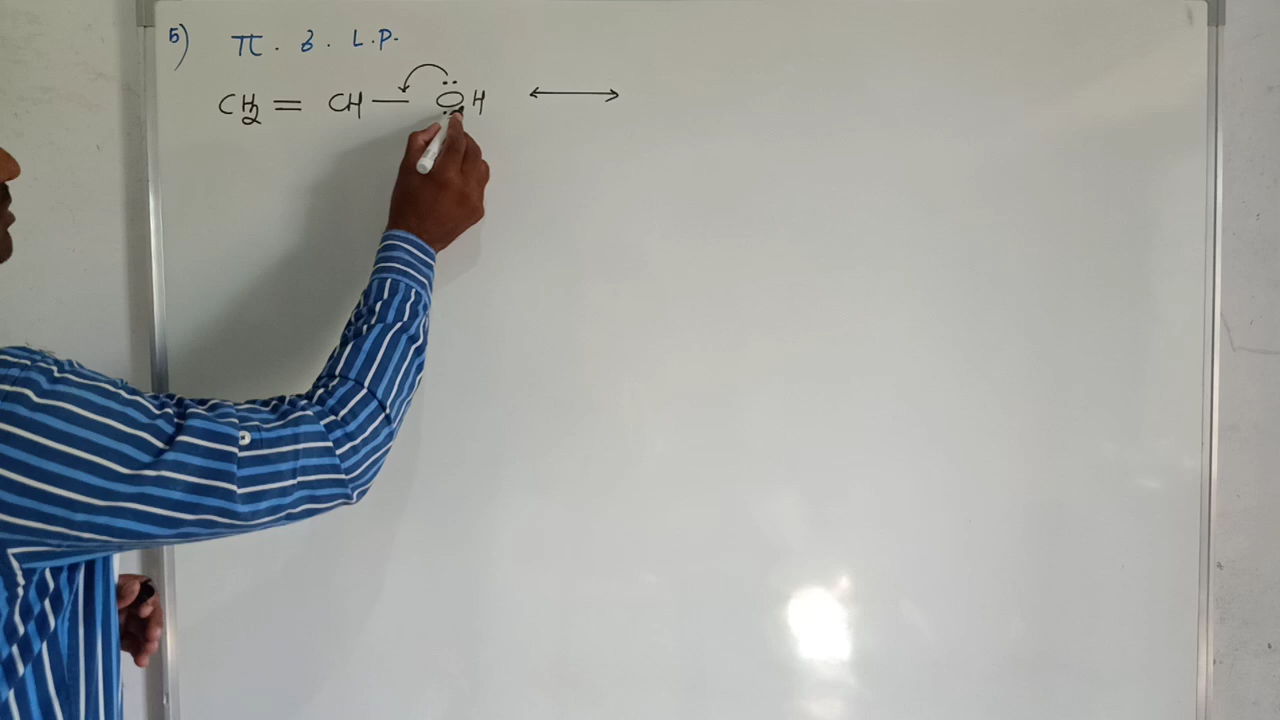 5) π . σ . L.P.
CH₂ = CH — ÖH ⟷